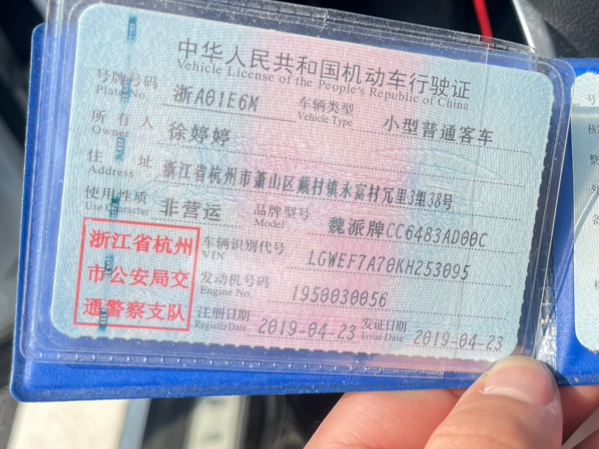 中华人民共和国机动车行驶证
Vehicle License of the People's Republic of China
号牌号码 浙A01E6M 车辆类型 小型普通客车
Plate No. Vehicle Type
所有人 徐婷婷
Owner
住址 浙江省杭州市萧山区戴村镇永富村冗里3组38号
Address
使用性质 非营运 品牌型号 魏派牌CC6483AD00C
Use Character Model
浙江省杭州
市公安局交
通警察支队
车辆识别代号 LGWEF7A70KH253095
VIN
发动机号码 1950030056
Engine No.
注册日期 2019-04-23 发证日期 2019-04-23
Register Date Issue Date